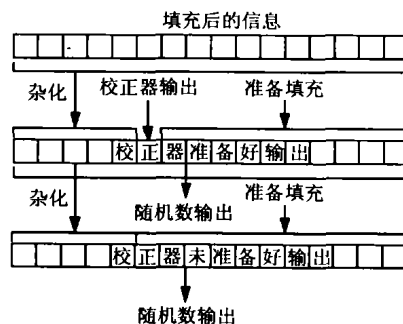 填充后的信息
杂化 校正器输出 准备填充
校正器准备好输出
杂化 准备填充
随机数输出
校正器未准备好输出
随机数输出